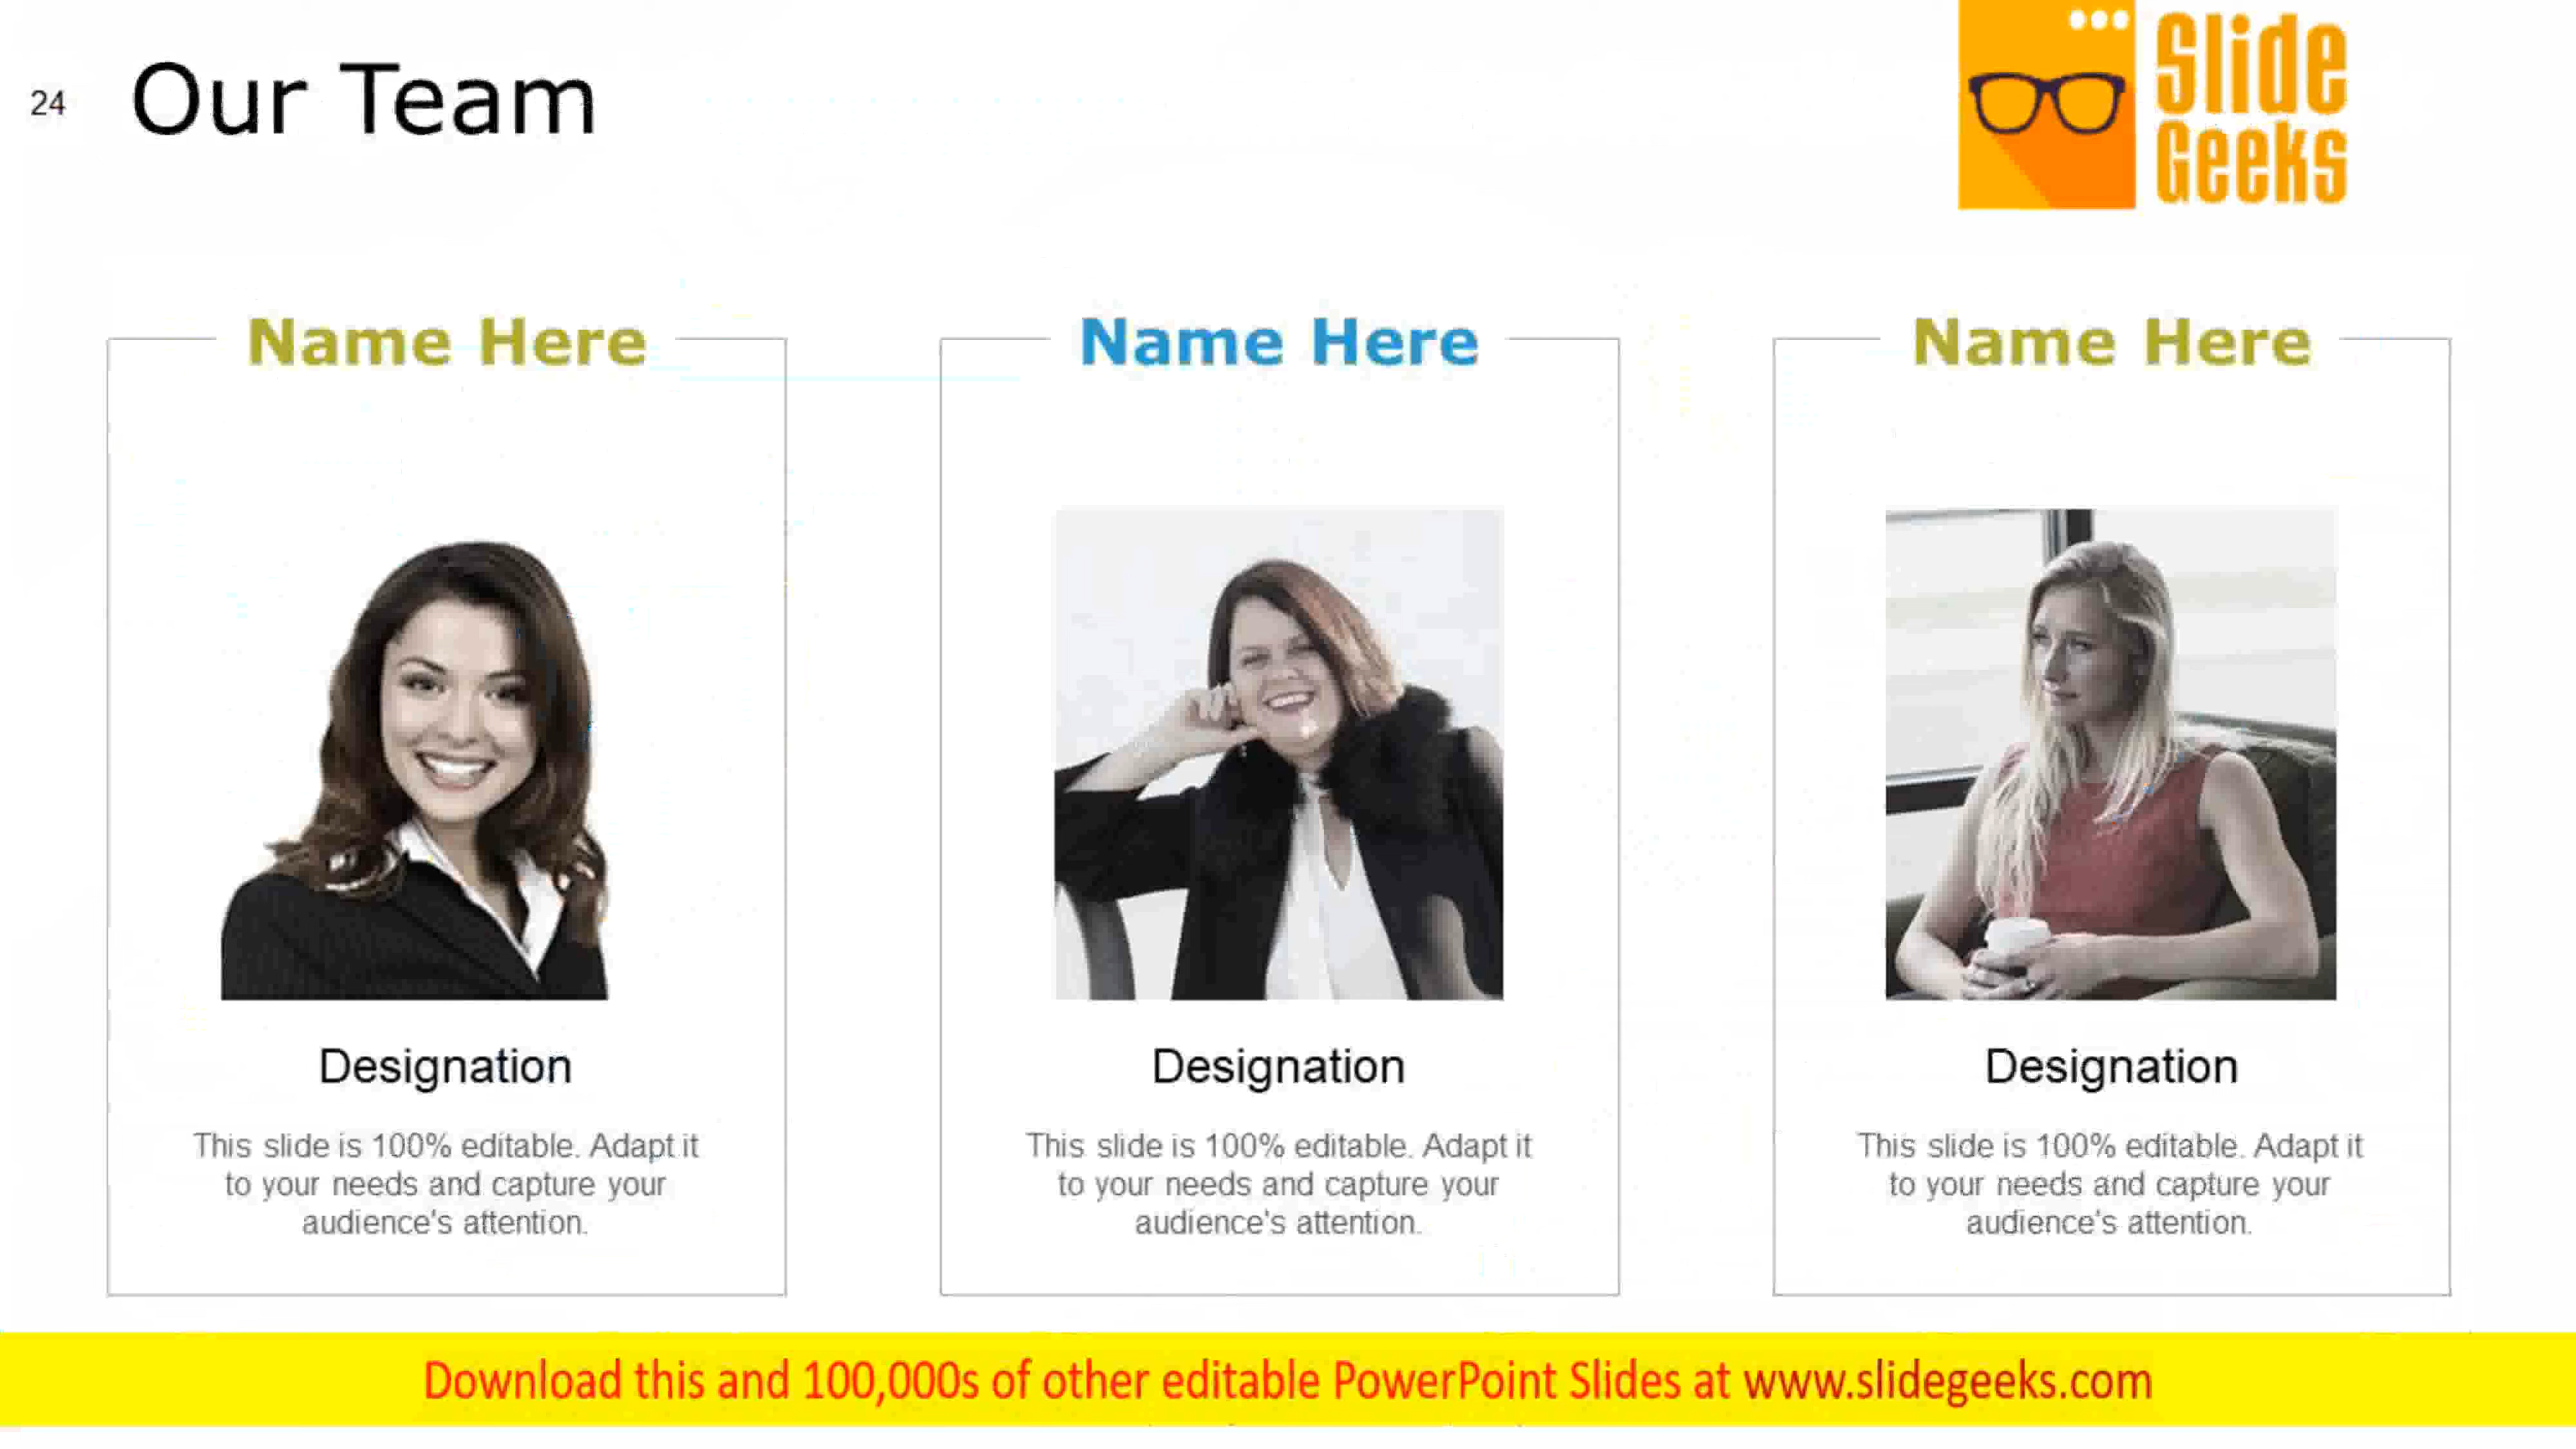 24
Our Team
Slide
Geeks
Name Here
Designation
This slide is 100% editable. Adapt it
to your needs and capture your
audience's attention.
Name Here
Designation
This slide is 100% editable. Adapt it
to your needs and capture your
audience's attention.
Name Here
Designation
This slide is 100% editable. Adapt it
to your needs and capture your
audience's attention.
Download this and 100,000s of other editable PowerPoint Slides at www.slidegeeks.com